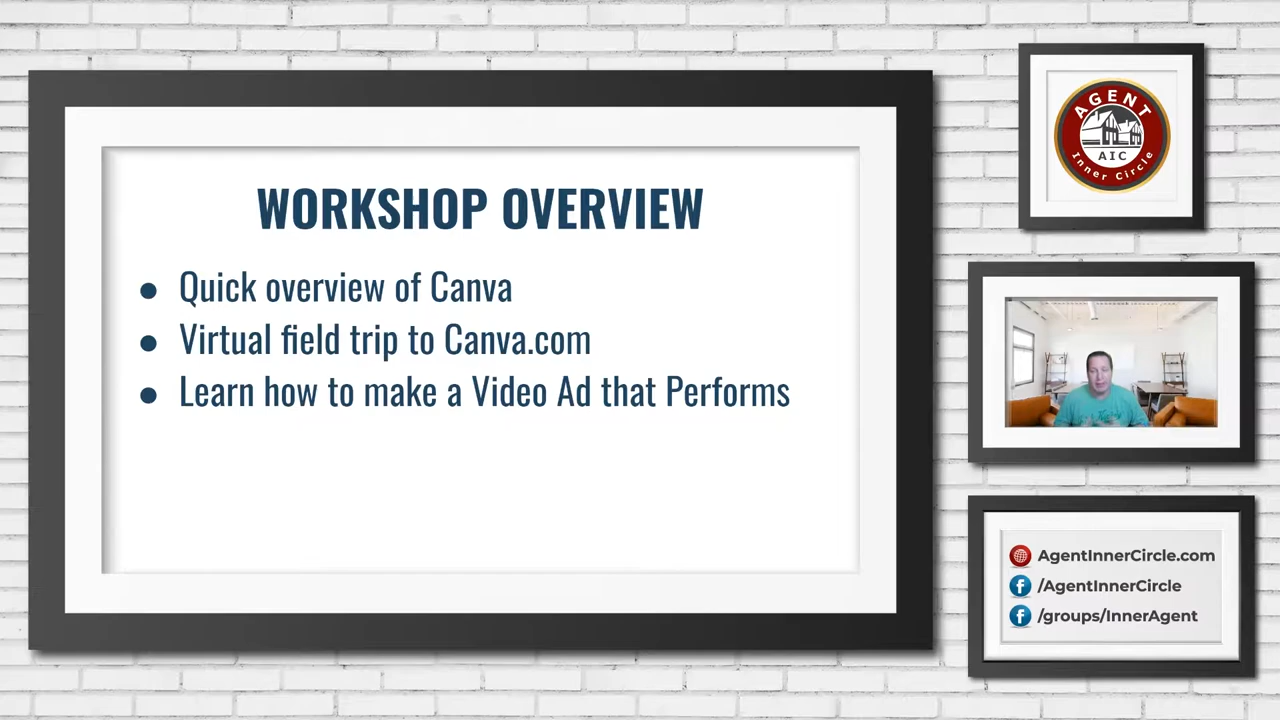 WORKSHOP OVERVIEW
● Quick overview of Canva
● Virtual field trip to Canva.com
● Learn how to make a Video Ad that Performs
AGENT
AIC
Inner Circle
AgentInnerCircle.com
/AgentInnerCircle
/groups/InnerAgent